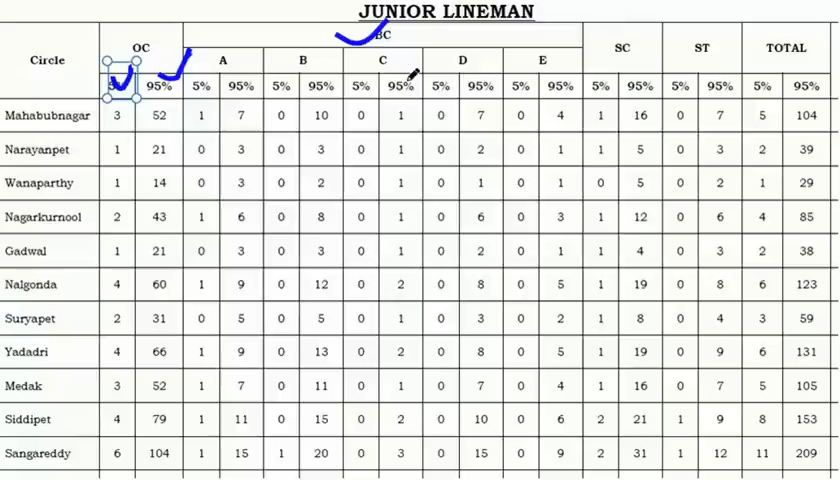 JUNIOR LINEMAN
Circle OC BC SC ST TOTAL
A B C D E
95% 5% 95% 5% 95% 5% 95% 5% 95% 5% 95% 5% 95% 5% 95% 5% 95%
Mahabubnagar 3 52 1 7 0 10 0 1 0 7 0 4 1 16 0 7 5 104
Narayanpet 1 21 0 3 0 3 0 1 0 2 0 1 1 5 0 3 2 39
Wanaparthy 1 14 0 3 0 2 0 1 0 1 0 1 0 5 0 2 1 29
Nagarkurnool 2 43 1 6 0 8 0 1 0 6 0 3 1 12 0 6 4 85
Gadwal 1 21 0 3 0 3 0 1 0 2 0 1 1 4 0 3 2 38
Nalgonda 4 60 1 9 0 12 0 2 0 8 0 5 1 19 0 8 6 123
Suryapet 2 31 0 5 0 5 0 1 0 3 0 2 1 8 0 4 3 59
Yadadri 4 66 1 9 0 13 0 2 0 8 0 5 1 19 0 9 6 131
Medak 3 52 1 7 0 11 0 1 0 7 0 4 1 16 0 7 5 105
Siddipet 4 79 1 11 0 15 0 2 0 10 0 6 2 21 1 9 8 153
Sangareddy 6 104 1 15 1 20 0 3 0 15 0 9 2 31 1 12 11 209